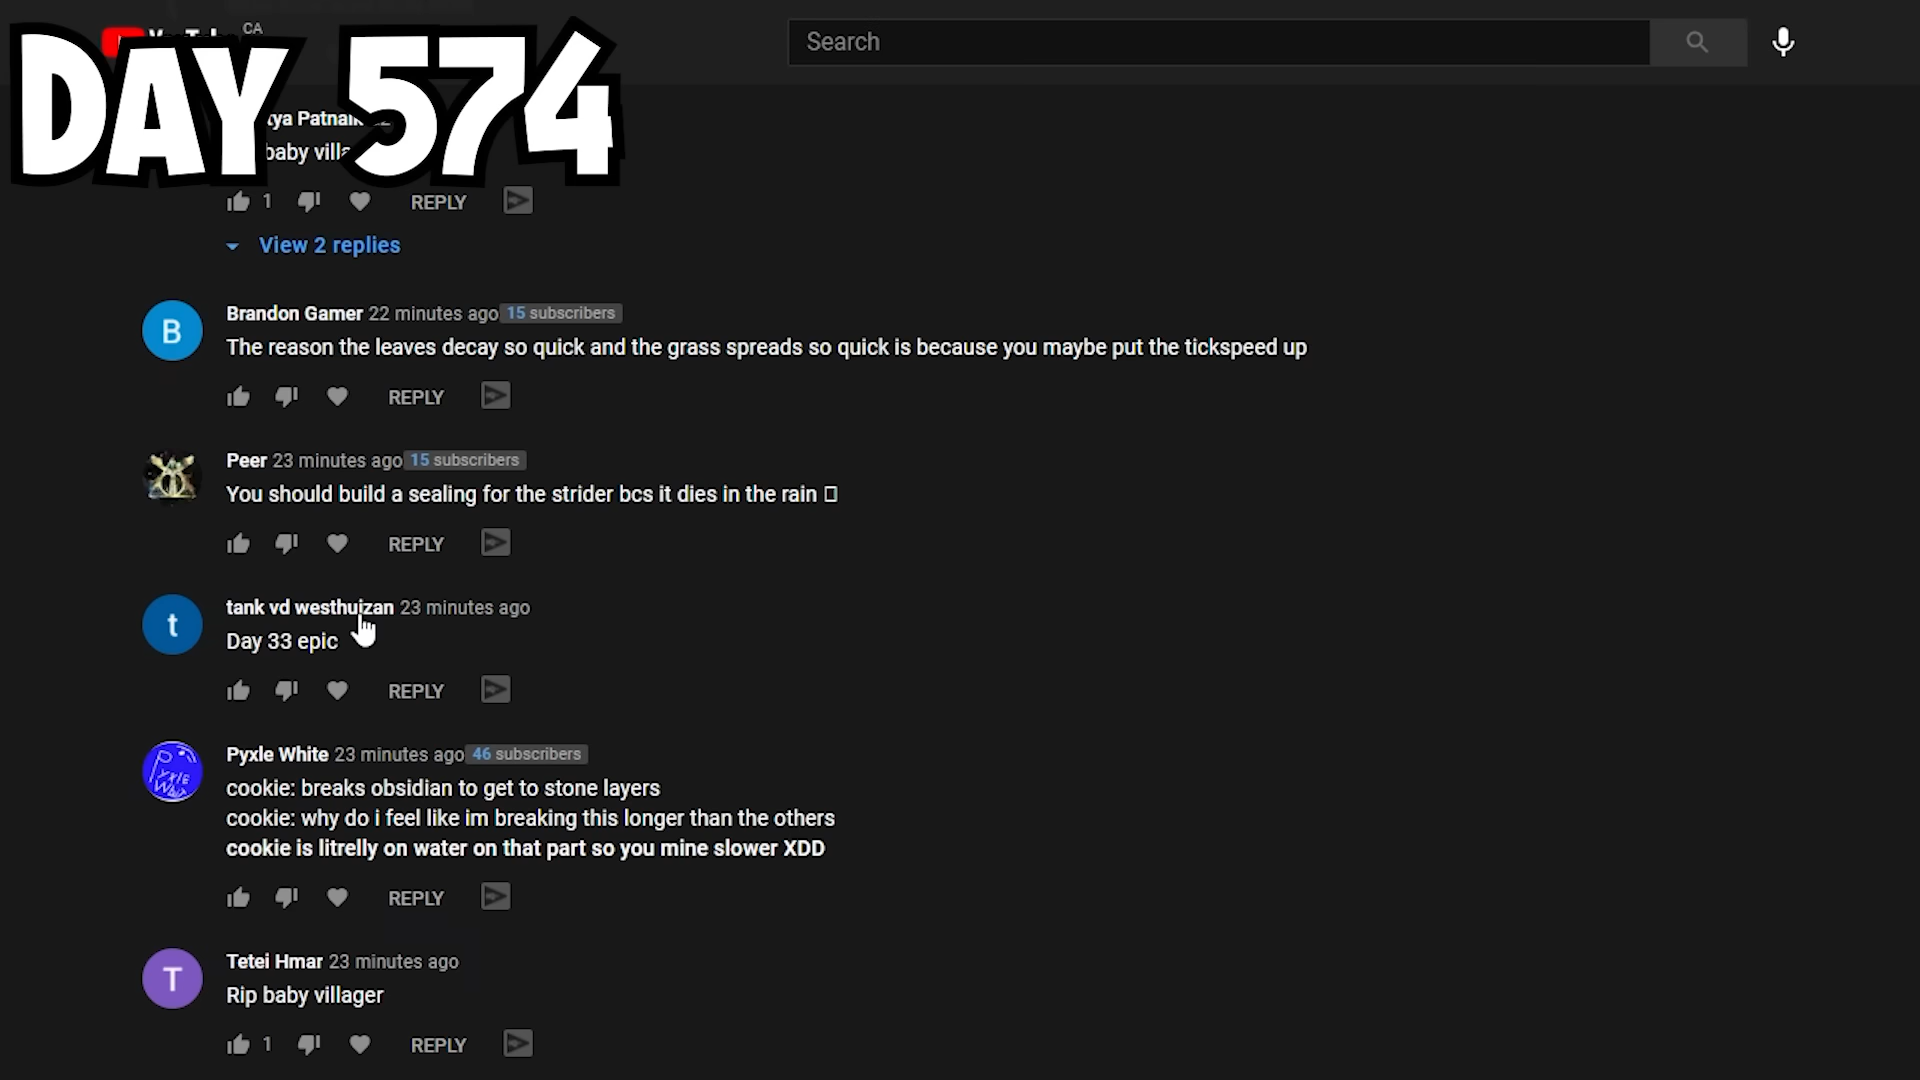 DAY 574
CA
Search
baby
1
REPLY
View 2 replies
B
Brandon Gamer 22 minutes ago 15 subscribers
The reason the leaves decay so quick and the grass spreads so quick is because you maybe put the tickspeed up
REPLY
Peer 23 minutes ago 15 subscribers
You should build a sealing for the strider bcs it dies in the rain
REPLY
t
tank vd westhuizan 23 minutes ago
Day 33 epic
REPLY
Pyxle White 23 minutes ago 46 subscribers
cookie: breaks obsidian to get to stone layers
cookie: why do i feel like im breaking this longer than the others
cookie is litrelly on water on that part so you mine slower XDD
REPLY
T
Tetei Hmar 23 minutes ago
Rip baby villager
1
REPLY